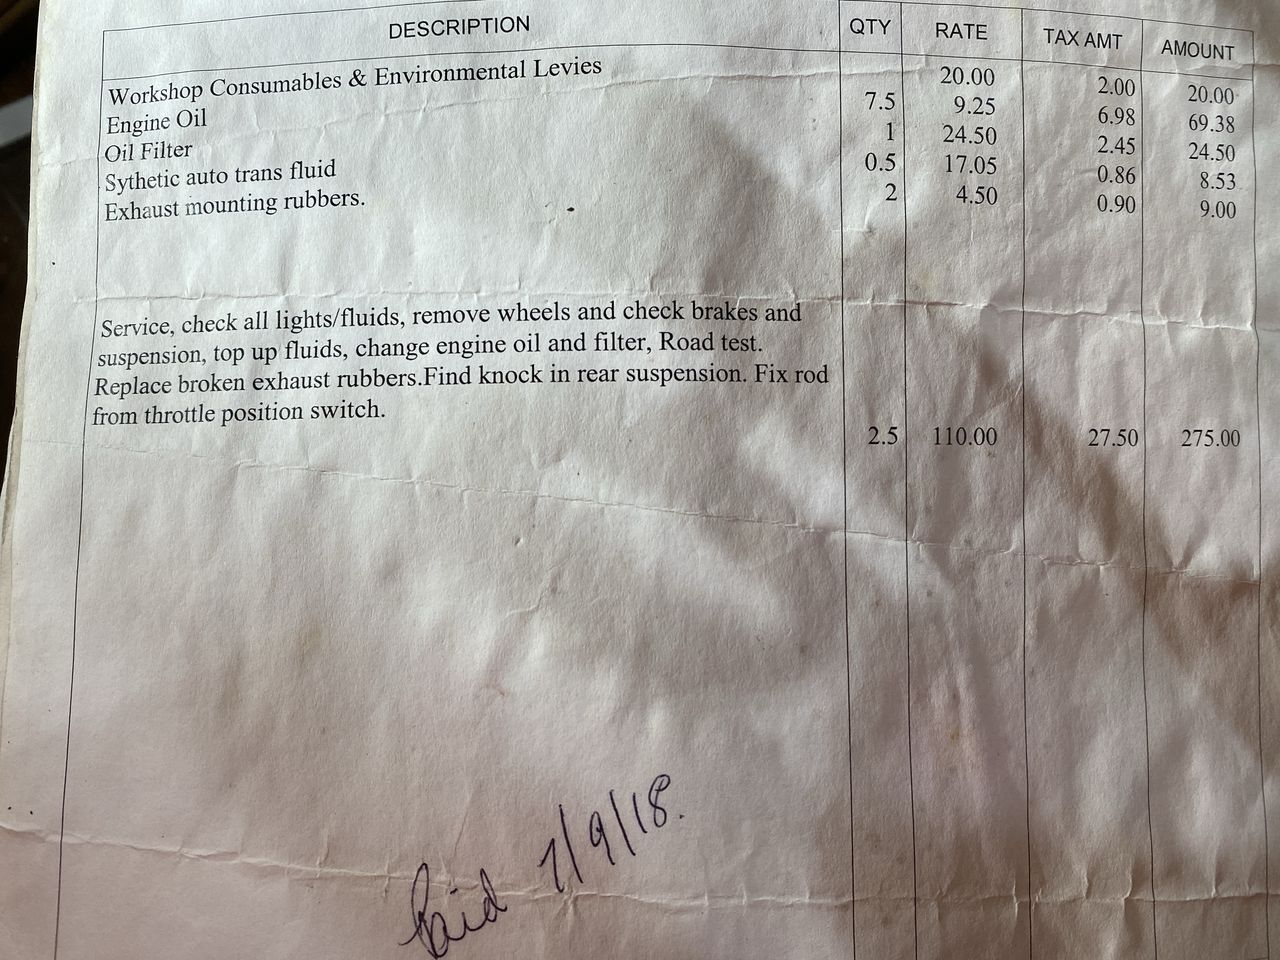 DESCRIPTION QTY RATE TAX AMT AMOUNT
Workshop Consumables & Environmental Levies 20.00 2.00 20.00
Engine Oil 7.5 9.25 6.98 69.38
Oil Filter 1 24.50 2.45 24.50
Sythetic auto trans fluid 0.5 17.05 0.86 8.53
Exhaust mounting rubbers. 2 4.50 0.90 9.00
Service, check all lights/fluids, remove wheels and check brakes and
suspension, top up fluids, change engine oil and filter, Road test.
Replace broken exhaust rubbers.Find knock in rear suspension. Fix rod
from throttle position switch.
2.5 110.00 27.50 275.00
Paid 7/9/18.